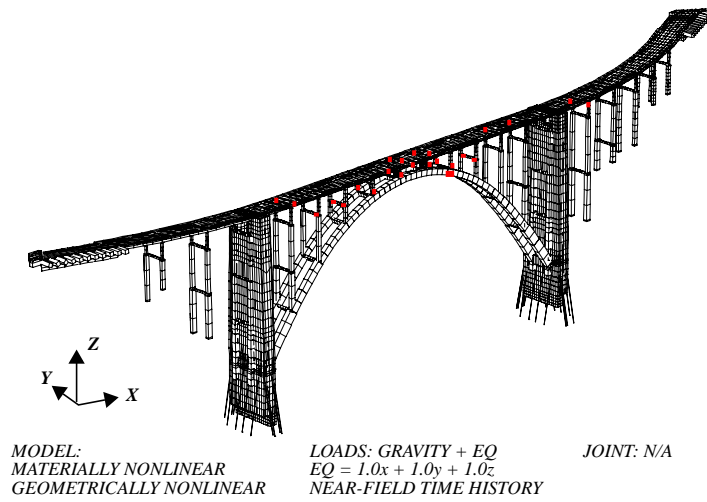 Z
Y
X
MODEL:
MATERIALLY NONLINEAR
GEOMETRICALLY NONLINEAR
LOADS: GRAVITY + EQ
EQ = 1.0x + 1.0y + 1.0z
NEAR-FIELD TIME HISTORY
JOINT: N/A